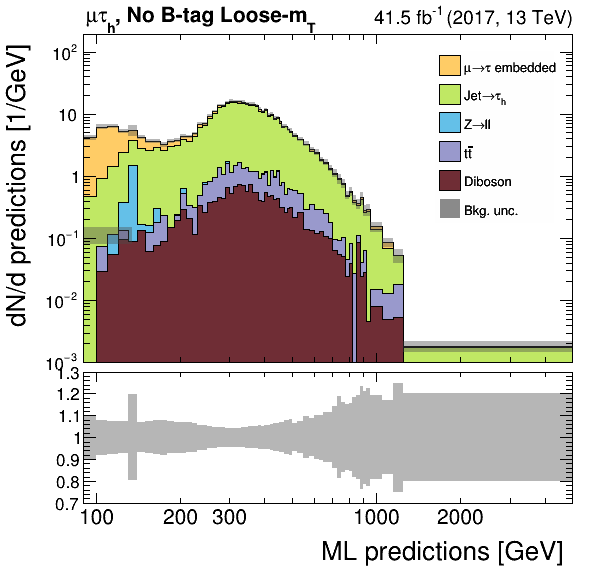 μτh, No B-tag Loose-mT
41.5 fb⁻¹ (2017, 13 TeV)
dN/d predictions [1/GeV]
10²
10
1
10⁻¹
10⁻²
10⁻³
μ→τ embedded
Jet→τh
Z→ll
tt̄
Diboson
Bkg. unc.
1.3
1.2
1.1
1
0.9
0.8
0.7
100 200 300 1000 2000
ML predictions [GeV]